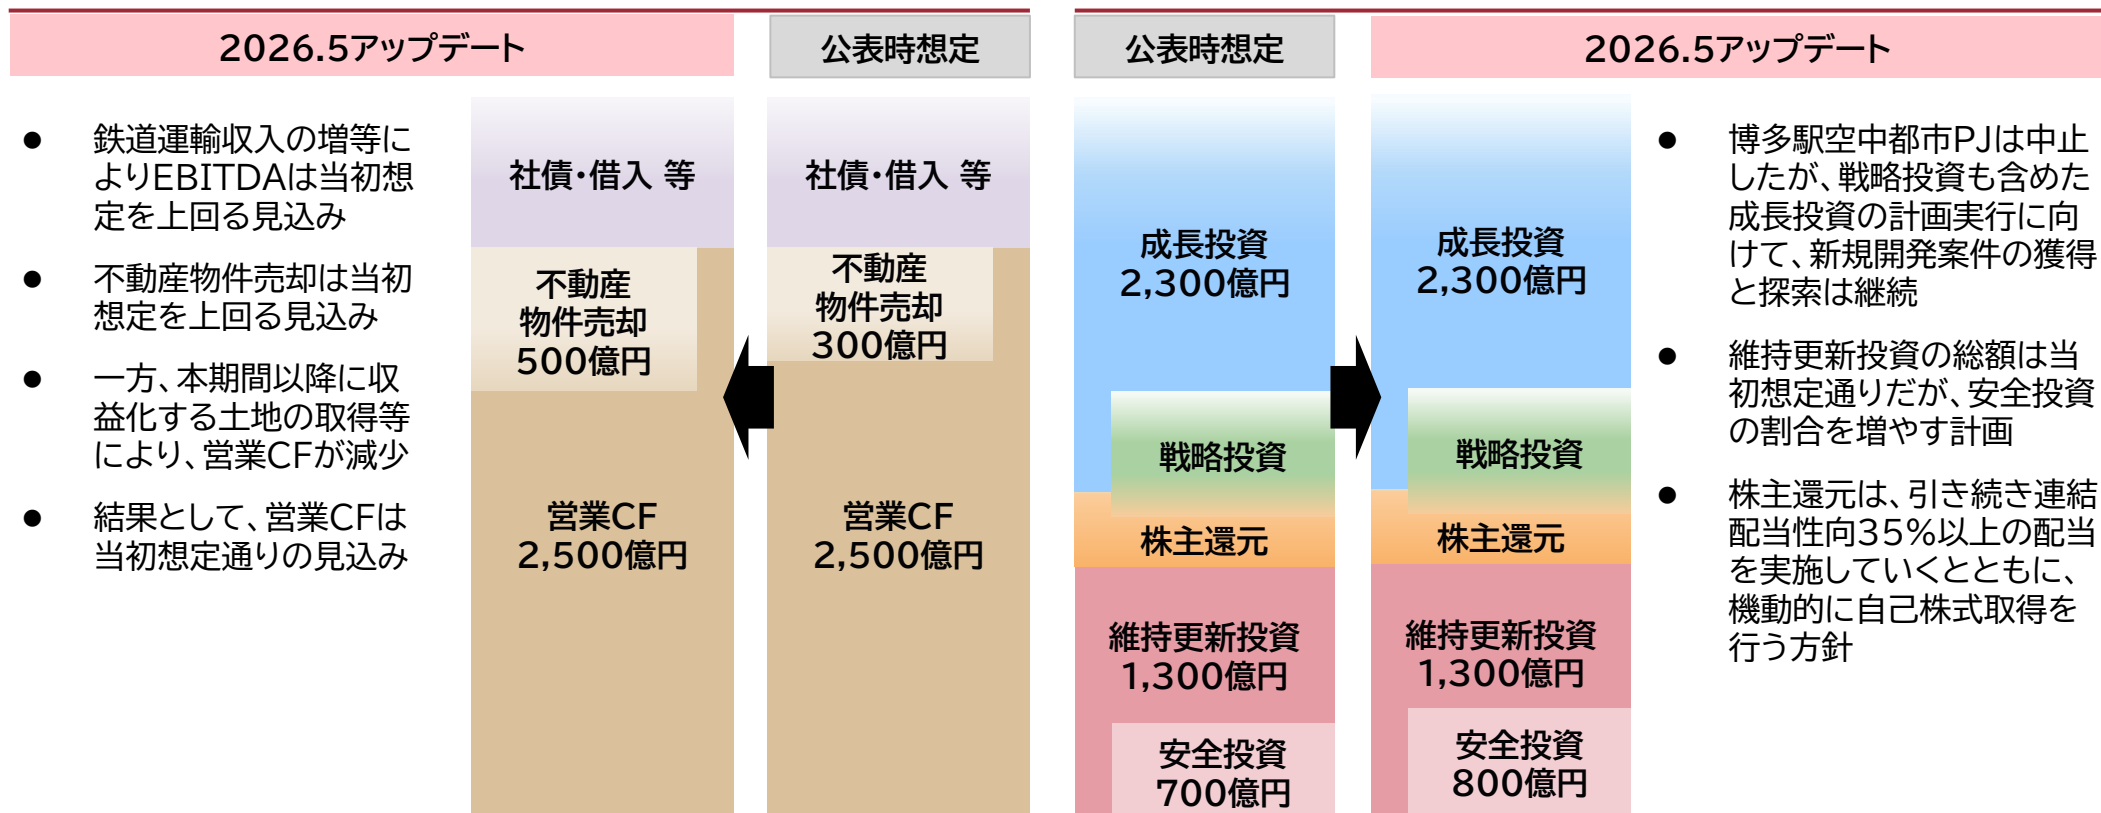 2026.5アップデート
公表時想定
公表時想定
2026.5アップデート
● 鉄道運輸収入の増等に
よりEBITDAは当初想
定を上回る見込み
● 不動産物件売却は当初
想定を上回る見込み
● 一方、本期間以降に収
益化する土地の取得等
により、営業CFが減少
● 結果として、営業CFは
当初想定通りの見込み
社債・借入 等
不動産
物件売却
500億円
営業CF
2,500億円
社債・借入 等
不動産
物件売却
300億円
営業CF
2,500億円
成長投資
2,300億円
戦略投資
株主還元
維持更新投資
1,300億円
安全投資
700億円
成長投資
2,300億円
戦略投資
株主還元
維持更新投資
1,300億円
安全投資
800億円
● 博多駅空中都市PJは中止
したが、戦略投資も含めた
成長投資の計画実行に向
けて、新規開発案件の獲得
と探索は継続
● 維持更新投資の総額は当
初想定通りだが、安全投資
の割合を増やす計画
● 株主還元は、引き続き連結
配当性向35%以上の配当
を実施していくとともに、
機動的に自己株式取得を
行う方針